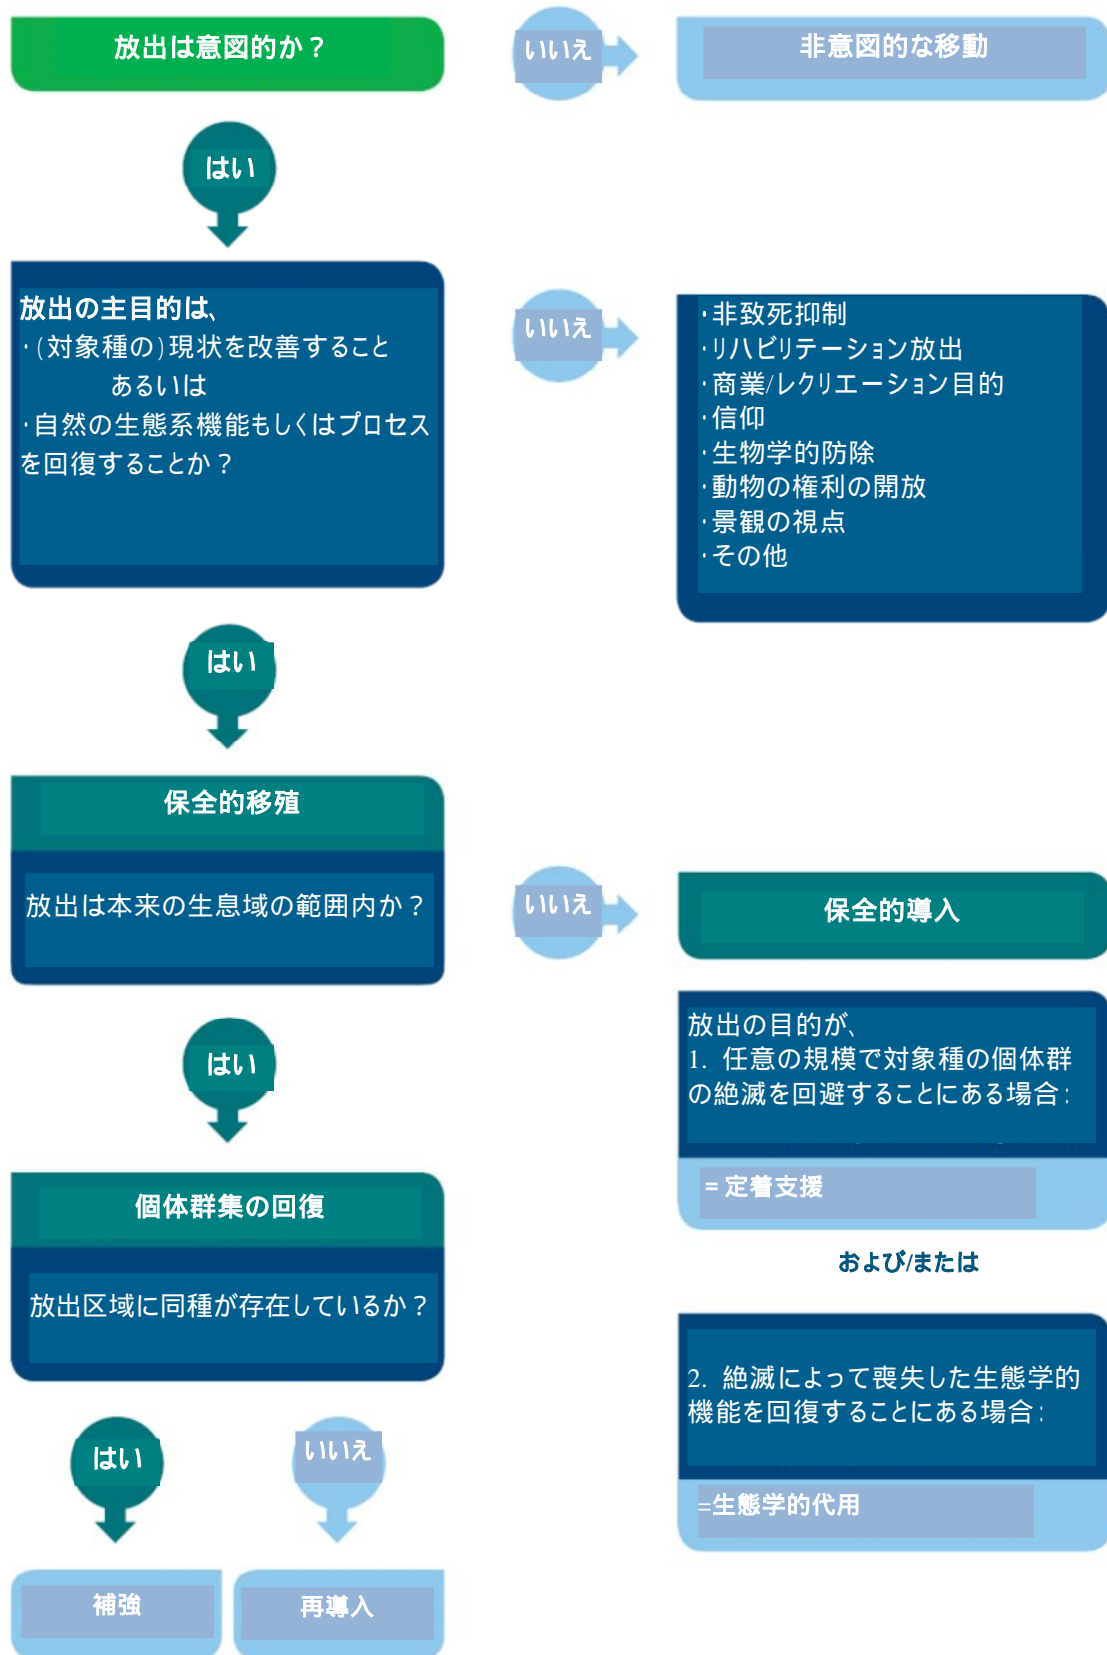 放出は意図的か？
いいえ
非意図的な移動
はい
放出の主目的は、
・(対象種の)現状を改善すること
あるいは
・自然の生態系機能もしくはプロセス
を回復することか？
いいえ
・非致死抑制
・リハビリテーション放出
・商業/レクリエーション目的
・信仰
・生物学的防除
・動物の権利の開放
・景観の視点
・その他
はい
保全的移殖
放出は本来の生息域の範囲内か？
いいえ
保全的導入
放出の目的が、
1. 任意の規模で対象種の個体群
の絶滅を回避することにある場合：
=定着支援
および/または
2. 絶滅によって喪失した生態学的
機能を回復することにある場合：
=生態学的代用
はい
個体群集の回復
放出区域に同種が存在しているか？
はい
いいえ
補強
再導入